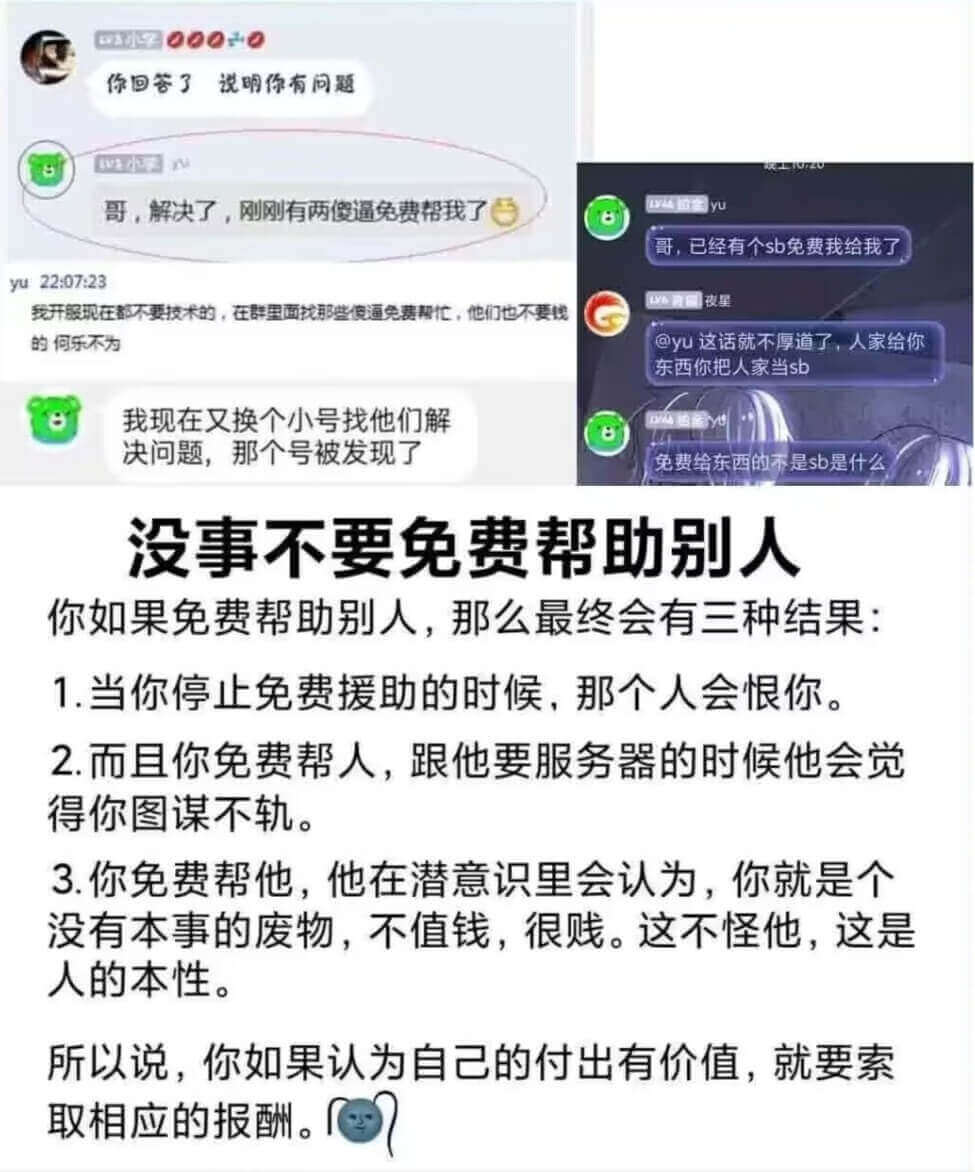 LV1 小学
你回答了 说明你有问题
LV1 小学 yu
哥，解决了，刚刚有两傻逼免费帮我了
yu 22:07:23
我开服现在都不要技术的，在群里面找那些傻逼免费帮忙，他们也不要钱
的 何乐不为
我现在又换个小号找他们解
决问题，那个号被发现了
晚上10:20
LV46 铂金 yu
哥，已经有个sb免费我给我了
LV6 夜星
@yu 这话就不厚道了，人家给你
东西你把人家当sb
LV46 铂金 yu
免费给东西的不是sb是什么
没事不要免费帮助别人
你如果免费帮助别人，那么最终会有三种结果：
1.当你停止免费援助的时候，那个人会恨你。
2.而且你免费帮人，跟他要服务器的时候他会觉
得你图谋不轨。
3.你免费帮他，他在潜意识里会认为，你就是个
没有本事的废物，不值钱，很贱。这不怪他，这是
人的本性。
所以说，你如果认为自己的付出有价值，就要索
取相应的报酬。